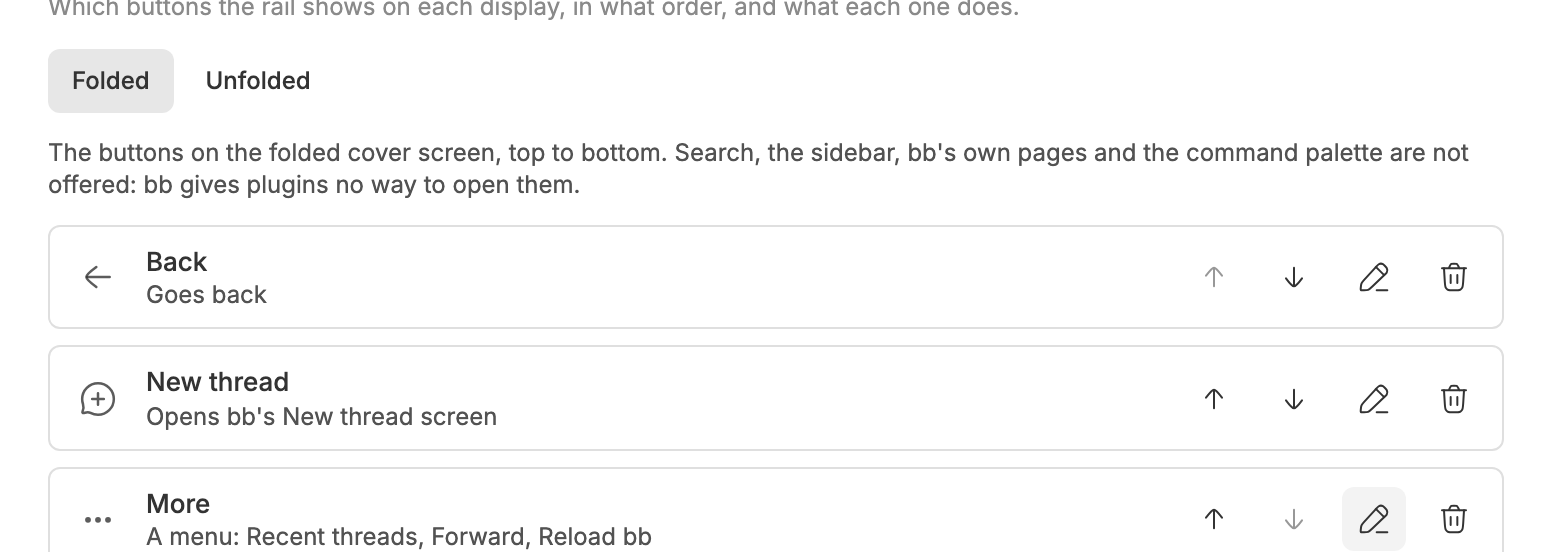 Which buttons the rail shows on each display, in what order, and what each one does.
Folded
Unfolded
The buttons on the folded cover screen, top to bottom. Search, the sidebar, bb's own pages and the command palette are not
offered: bb gives plugins no way to open them.
Back
Goes back
New thread
Opens bb's New thread screen
More
A menu: Recent threads, Forward, Reload bb